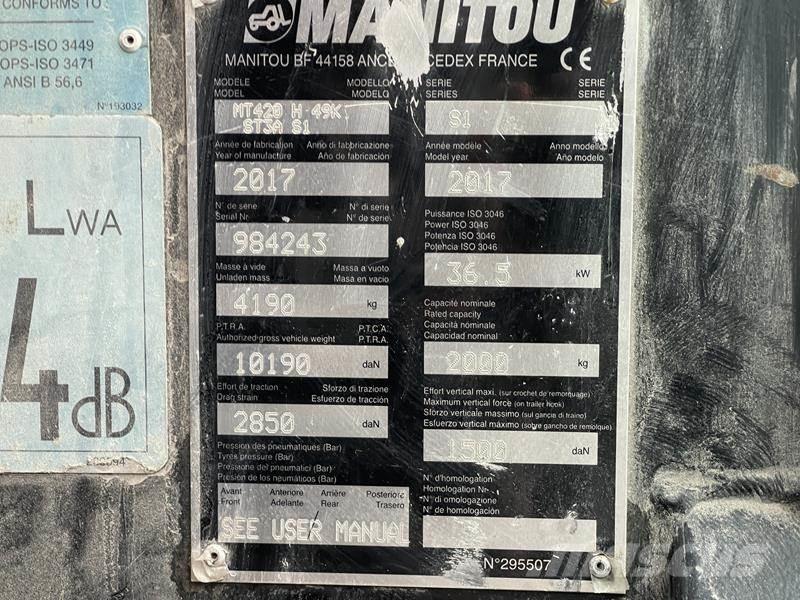 CONFORMS TO
OPS-ISO 3449
OPS-ISO 3471
ANSI B 56,6
N°193032
LWA
4dB
MANITOU
MANITOU BF 44158 CEDEX FRANCE CE
MODELE MODELLO
MODEL MODELO
MT420 H 49K
ST3A S1
SERIE SERIE
SERIES SERIE
S1
Année de fabrication Anno di fabbricazione
Year of manufacture Año de fabricación
2017
Année modèle Anno modello
Model year Año modelo
2017
N° de serie N° di serie
Serial Nr N° de serie
984243
Puissance ISO 3046
Power ISO 3046
Potenza ISO 3046
Potencia ISO 3046
36.5 kW
Masse à vide Massa a vuoto
Unladen mass Masa en vacio
4190 kg
Capacité nominale
Rated capacity
Capacità nominale
Capacidad nominal
2000 kg
P.T.R.A. P.T.C.A.
Authorized gross vehicle weight P.T.R.A.
10190 daN
Effort de traction Sforzo di trazione
Drag strain Esfuerzo de tracción
2850 daN
Effort vertical maxi. (sur crochet de remorquage)
Maximum vertical force (on trailer hook)
Sforzo verticale massimo (sul gancia di traino)
Esfuerzo vertical máximo (sobre gancho de remolque)
1500 daN
Pression des pneumatiques (Bar)
Tyres pressure (Bar)
Pressione dei pneumatici (Bar)
Presión de los neumáticos (Bar)
Avant Anteriore Arrière Posteriore
Front Adelante Rear Trasero
SEE USER MANUAL
N° d'homologation
Homologation Nr
N° di omologazione
N° de homologación
N°295507
Mascus